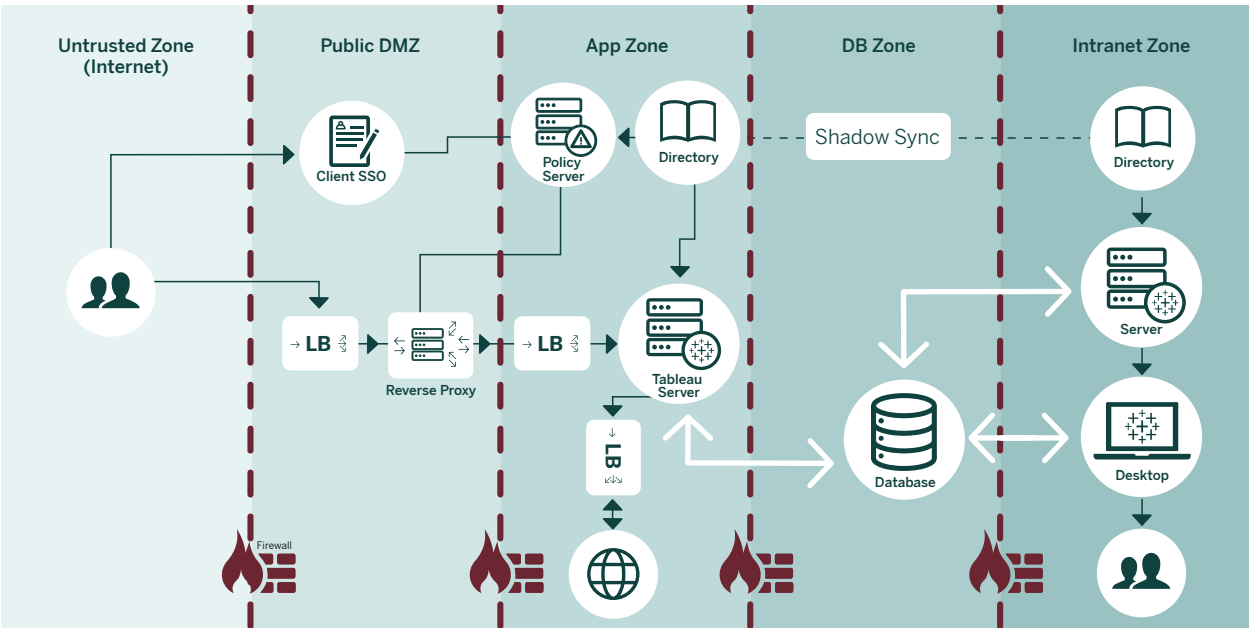 Untrusted Zone
(Internet)
Public DMZ
App Zone
DB Zone
Intranet Zone
Client SSO
Policy
Server
Directory
Shadow Sync
Directory
Server
LB
Reverse Proxy
LB
Tableau
Server
LB
Database
Desktop
Firewall